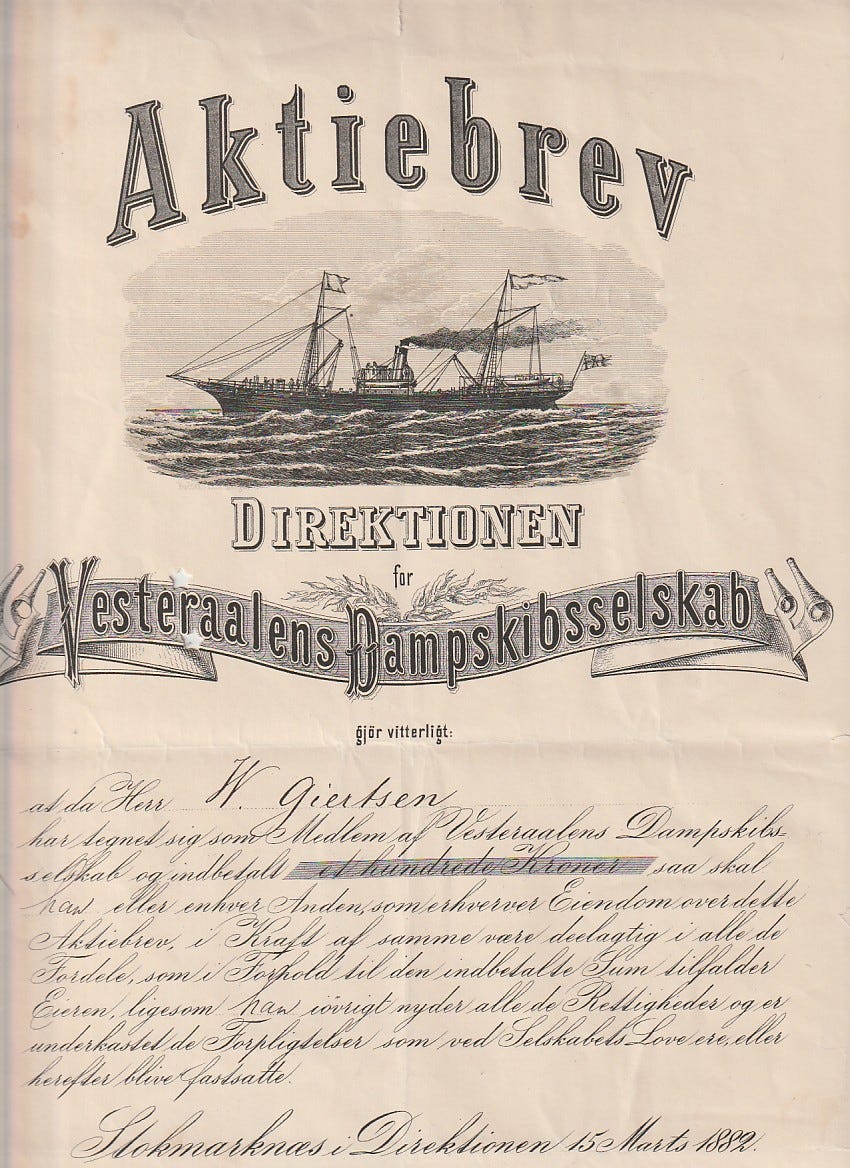 Aktiebrev
DIREKTIONEN
for
Vesteraalens Dampskibsselskab
gjör vitterligt:
at da Herr W. Giertsen
har tegnet sig som Medlem af Vesteraalens Dampskibs-
selskab og indbetalt et hundrede Kroner saa skal
han eller enhver Anden, som erhverver Eiendom over dette
Aktiebrev, i Kraft af samme være deelagtig i alle de
Fordele, som i Forhold til den indbetalte Sum tilfalder
Eieren, ligesom han iövrigt nyder alle de Rettigheder og er
underkastet de Forpligtelser som ved Selskabets Love ere, eller
herefter blive fastsatte.
Stokmarknæs i Direktionen 15 Marts 1882.